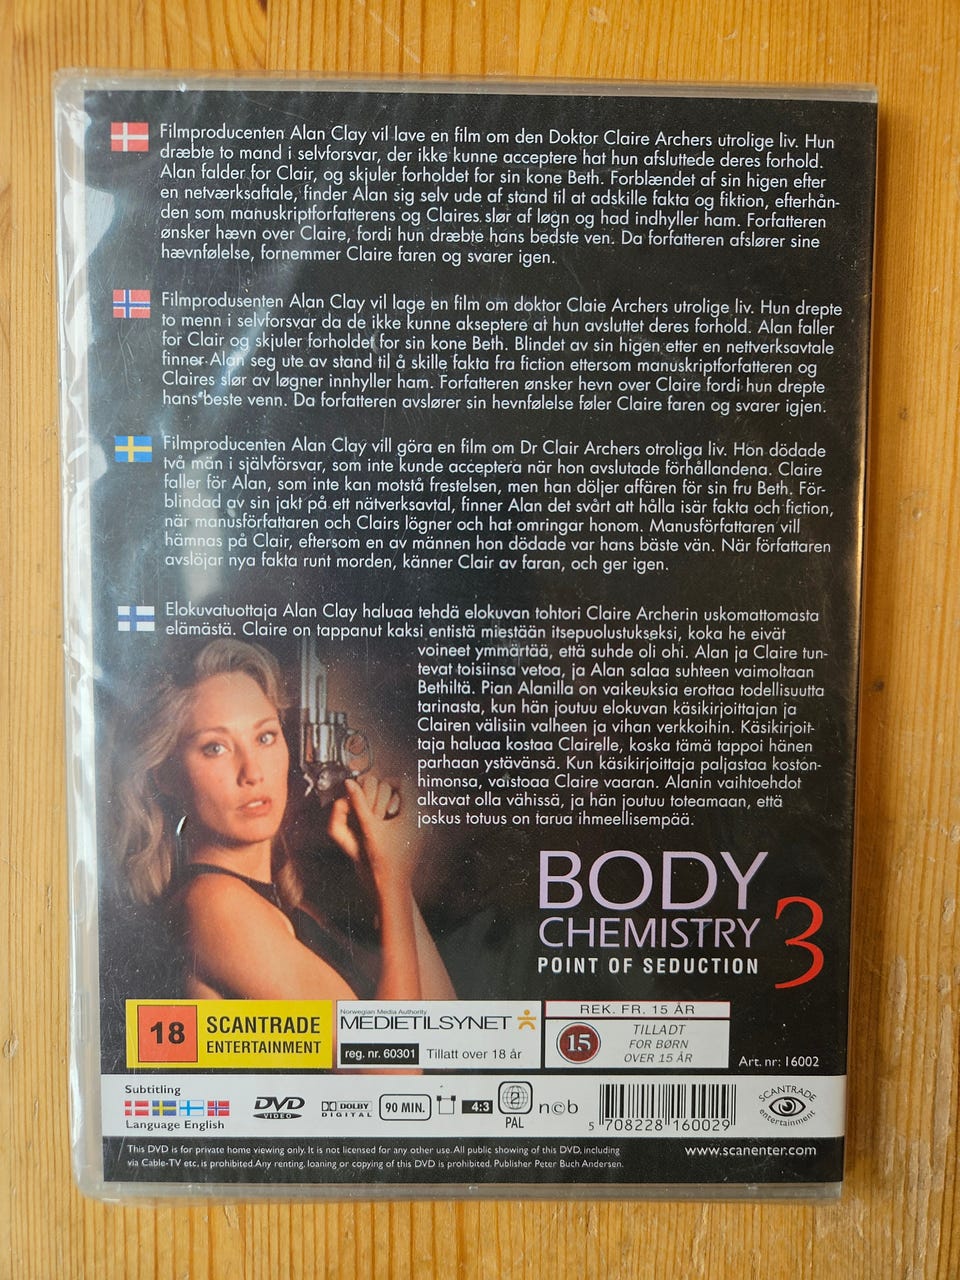 Filmproducenten Alan Clay vil lave en film om den Doktor Claire Archers utrolige liv. Hun
dræbte to mand i selvforsvar, der ikke kunne acceptere hat hun afsluttede deres forhold.
Alan falder for Clair, og skjuler forholdet for sin kone Beth. Forblændet af sin higen efter
en netværksaftale, finder Alan sig selv ude af stand til at adskille fakta og fiktion, efterhån-
den som manuskriptforfatterens og Claires slør af løgn og had indhyller ham. Forfatteren
ønsker hævn over Claire, fordi hun dræbte hans bedste ven. Da forfatteren afslører sine
hævnfølelse, fornemmer Claire faren og svarer igen.
Filmprodusenten Alan Clay vil lage en film om doktor Claie Archers utrolige liv. Hun drepte
to menn i selvforsvar da de ikke kunne akseptere at hun avsluttet deres forhold. Alan faller
for Clair og skjuler forholdet for sin kone Beth. Blindet av sin higen etter en nettverksavtale
finner Alan seg ute av stand til å skille fakta fra fiction ettersom manuskriptforfatteren og
Claires slør av løgner innhyller ham. Forfatteren ønsker hevn over Claire fordi hun drepte
hans beste venn. Da forfatteren avslører sin hevnfølelse føler Claire faren og svarer igjen.
Filmproducenten Alan Clay vill göra en film om Dr Clair Archers otroliga liv. Hon dödade
två män i självförsvar, som inte kunde acceptera när hon avslutade förhållandena. Claire
faller för Alan, som inte kan motstå frestelsen, men han döljer affären för sin fru Beth. För-
blindad av sin jakt på ett nätverksavtal, finner Alan det svårt att hålla isär fakta och fiction,
när manusförfattaren och Clairs lögner och hat omringar honom. Manusförfattaren vill
hämnas på Clair, eftersom en av männen hon dödade var hans bäste vän. När författaren
avslöjar nya fakta runt morden, känner Clair av faran, och ger igen.
Elokuvatuottaja Alan Clay haluaa tehdä elokuvan tohtori Claire Archerin uskomattomasta
elämästä. Claire on tappanut kaksi entistä miestään itsepuolustukseksi, koka he eivät
voineet ymmärtää, että suhde oli ohi. Alan ja Claire tun-
tevat toisiinsa vetoa, ja Alan salaa suhteen vaimoltaan
Bethiltä. Pian Alanilla on vaikeuksia erottaa todellisuutta
tarinasta, kun hän joutuu elokuvan käsikirjoittajan ja
Clairen välisiin valheen ja vihan verkkoihin. Käsikirjoit-
taja haluaa kostaa Clairelle, koska tämä tappoi hänen
parhaan ystävänsä. Kun käsikirjoittaja paljastaa koston-
himonsa, vaistoaa Claire vaaran. Alanin vaihtoehdot
alkavat olla vähissä, ja hän joutuu toteamaan, että
joskus totuus on tarua ihmeellisempää.
BODY
CHEMISTRY 3
POINT OF SEDUCTION
18 SCANTRADE
ENTERTAINMENT
Norwegian Media Authority
MEDIETILSYNET
reg. nr. 60301 Tillatt over 18 år
REK. FR. 15 ÅR
15 TILLADT
FOR BØRN
OVER 15 ÅR
Art. nr: 16002
Subtitling
Language English
DVD
VIDEO
DOLBY
DIGITAL
90 MIN.
4:3
2
PAL
ncb
5 708228 160029
SCANTRADE
entertainment
This DVD is for private home viewing only. It is not licensed for any other use. All public showing of this DVD, including
via Cable-TV etc. is prohibited Any renting, loaning or copying of this DVD is prohibited. Publisher Peter Buch Andersen.
www.scanenter.com